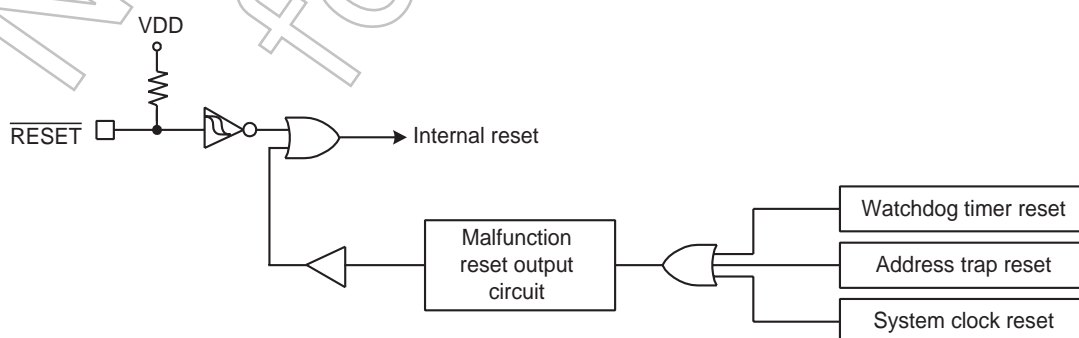 VDD
RESET
Internal reset
Watchdog timer reset
Malfunction
reset output
circuit
Address trap reset
System clock reset